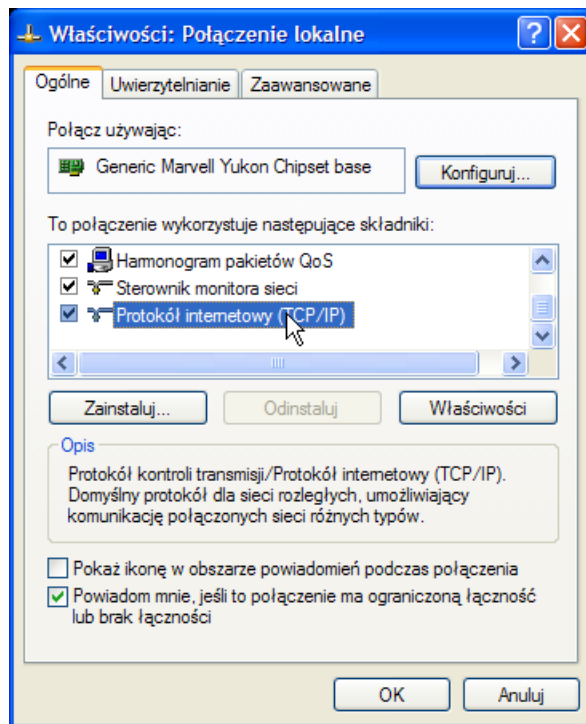 Właściwości: Połączenie lokalne
Ogólne
Uwierzytelnianie
Zaawansowane
Połącz używając:
Generic Marvell Yukon Chipset base
Konfiguruj...
To połączenie wykorzystuje następujące składniki:
Harmonogram pakietów QoS
Sterownik monitora sieci
Protokół internetowy (TCP/IP)
Zainstaluj...
Odinstaluj
Właściwości
Opis
Protokół kontroli transmisji/Protokół internetowy (TCP/IP).
Domyślny protokół dla sieci rozległych, umożliwiający
komunikację połączonych sieci różnych typów.
Pokaż ikonę w obszarze powiadomień podczas połączenia
Powiadom mnie, jeśli to połączenie ma ograniczoną łączność
lub brak łączności
OK
Anuluj